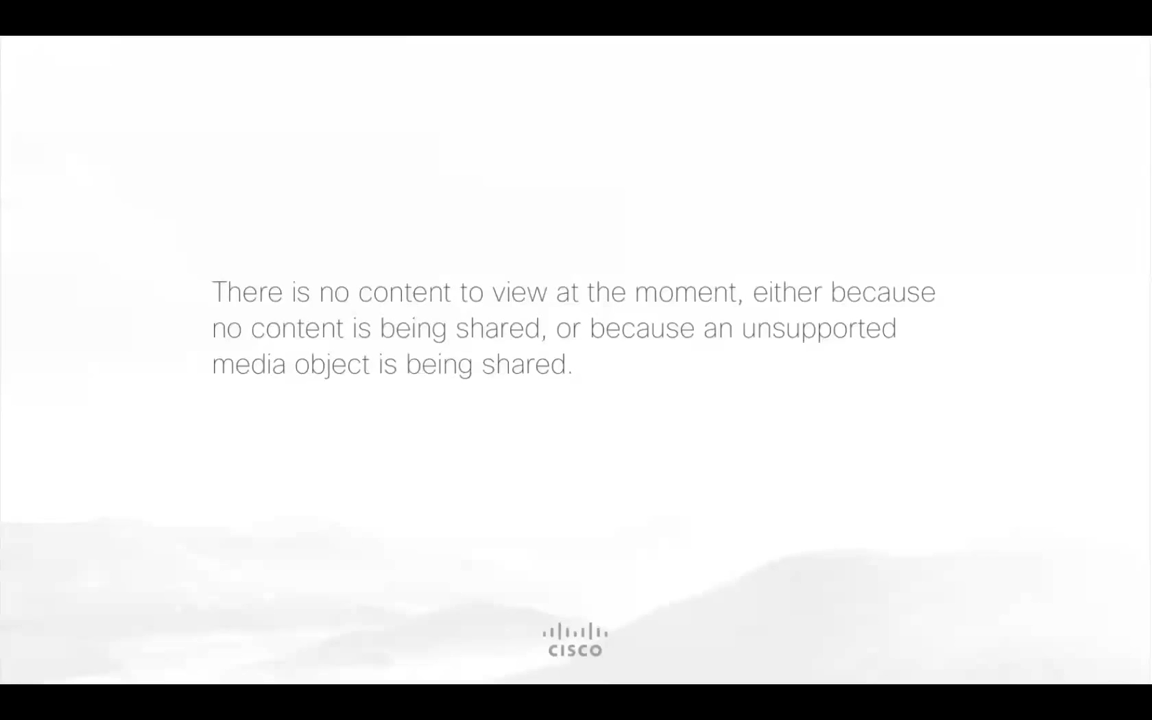 There is no content to view at the moment, either because
no content is being shared, or because an unsupported
media object is being shared.
CISCO